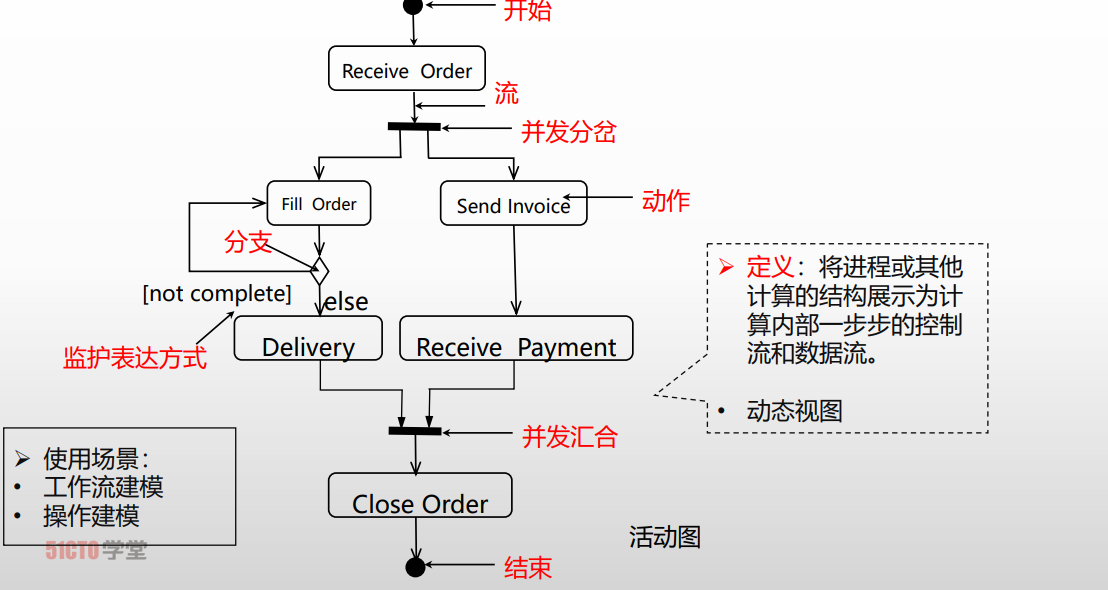 开始
Receive Order
流
并发分岔
Fill Order
Send Invoice
动作
分支
[not complete]
else
监护表达方式
Delivery
Receive Payment
➢ 定义：将进程或其他
计算的结构展示为计
算内部一步步的控制
流和数据流。
• 动态视图
并发汇合
➢ 使用场景：
• 工作流建模
• 操作建模
51CTO学堂
Close Order
活动图
结束